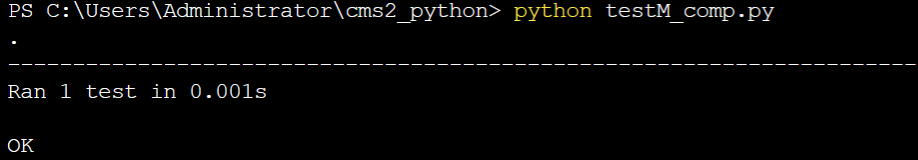 PS C:\Users\Administrator\cms2_python> python testM_comp.py
.
----------------------------------------------------------------------
Ran 1 test in 0.001s
OK